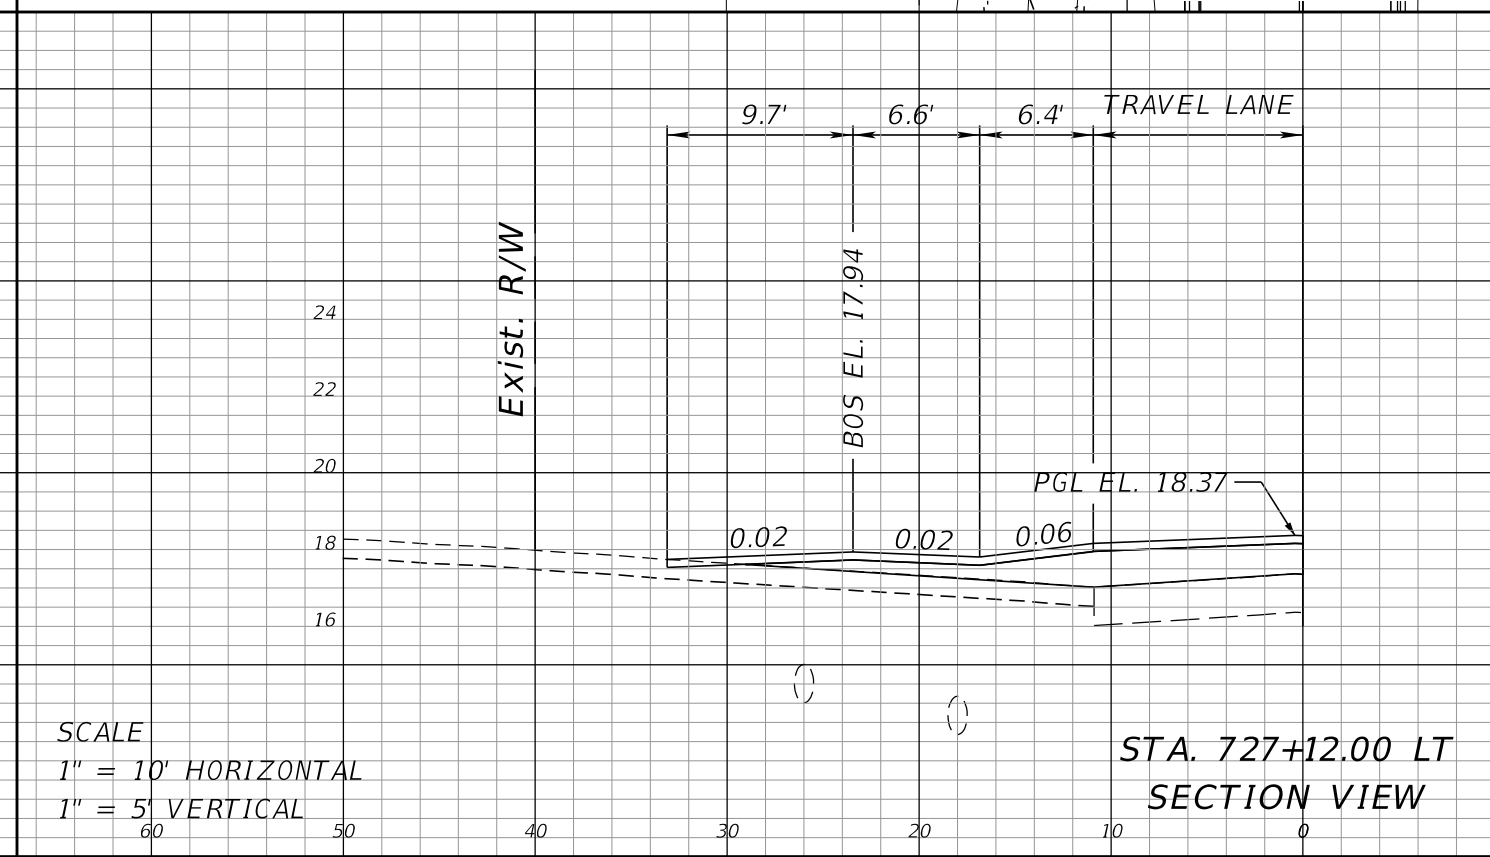 9.7' 6.6' 6.4' TRAVEL LANE
Exist. R/W
BOS EL. 17.94
24
22
20
PGL EL. 18.37
18
0.02 0.02 0.06
16
SCALE
1" = 10' HORIZONTAL
1" = 5' VERTICAL
STA. 727+12.00 LT
SECTION VIEW
60 50 40 30 20 10 0